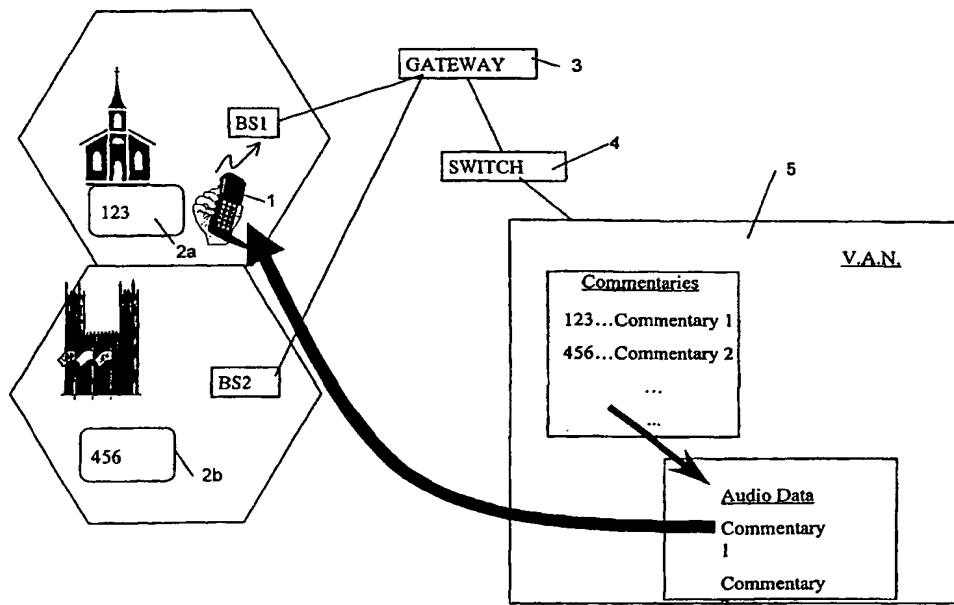 GATEWAY
3
BS1
SWITCH
4
1
123
2a
5
V.A.N.
Commentaries
123...Commentary 1
456...Commentary 2
...
...
BS2
456
2b
Audio Data
Commentary
1
Commentary